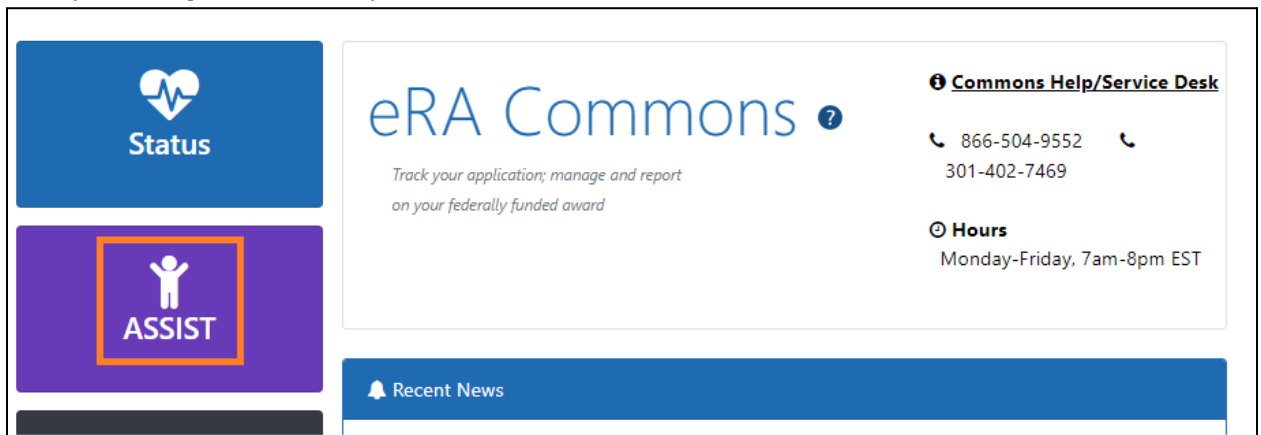 Status
ASSIST
eRA Commons ?
Track your application; manage and report
on your federally funded award
Commons Help/Service Desk
866-504-9552
301-402-7469
Hours
Monday-Friday, 7am-8pm EST
Recent News